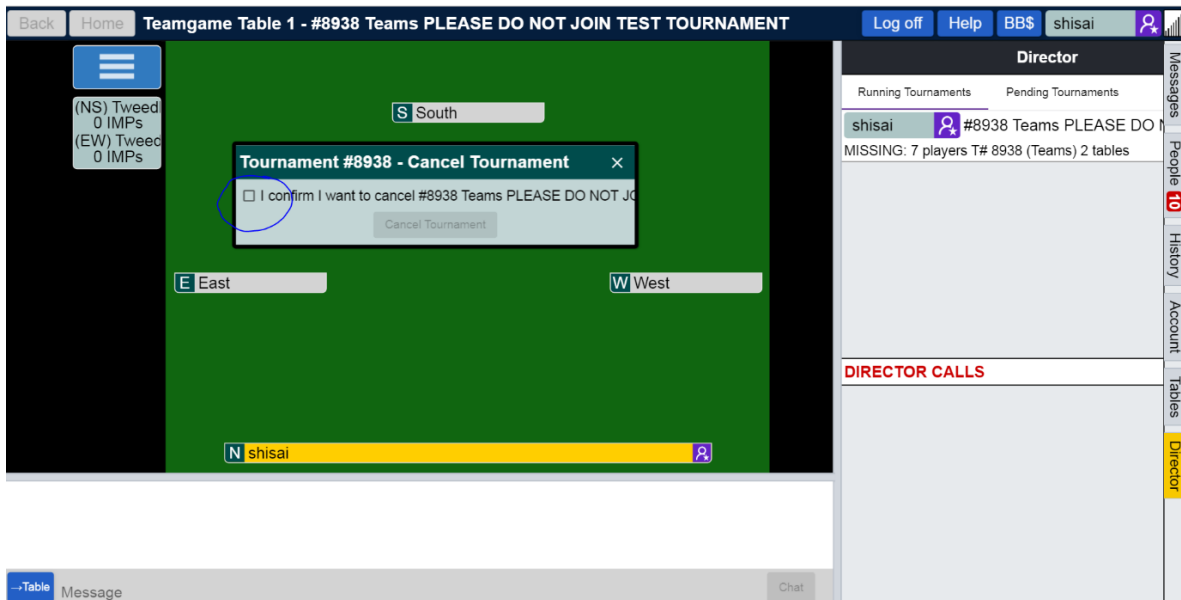 Back Home Teamgame Table 1 - #8938 Teams PLEASE DO NOT JOIN TEST TOURNAMENT Log off Help BB$ shisai
(NS) Tweed
0 IMPs
(EW) Tweed
0 IMPs
S South
Tournament #8938 - Cancel Tournament ×
I confirm I want to cancel #8938 Teams PLEASE DO NOT JO
Cancel Tournament
E East
W West
N shisai
→Table Message Chat
Director
Running Tournaments Pending Tournaments
shisai #8938 Teams PLEASE DO N
MISSING: 7 players T# 8938 (Teams) 2 tables
DIRECTOR CALLS
Messages
People 10
History
Account
Tables
Director